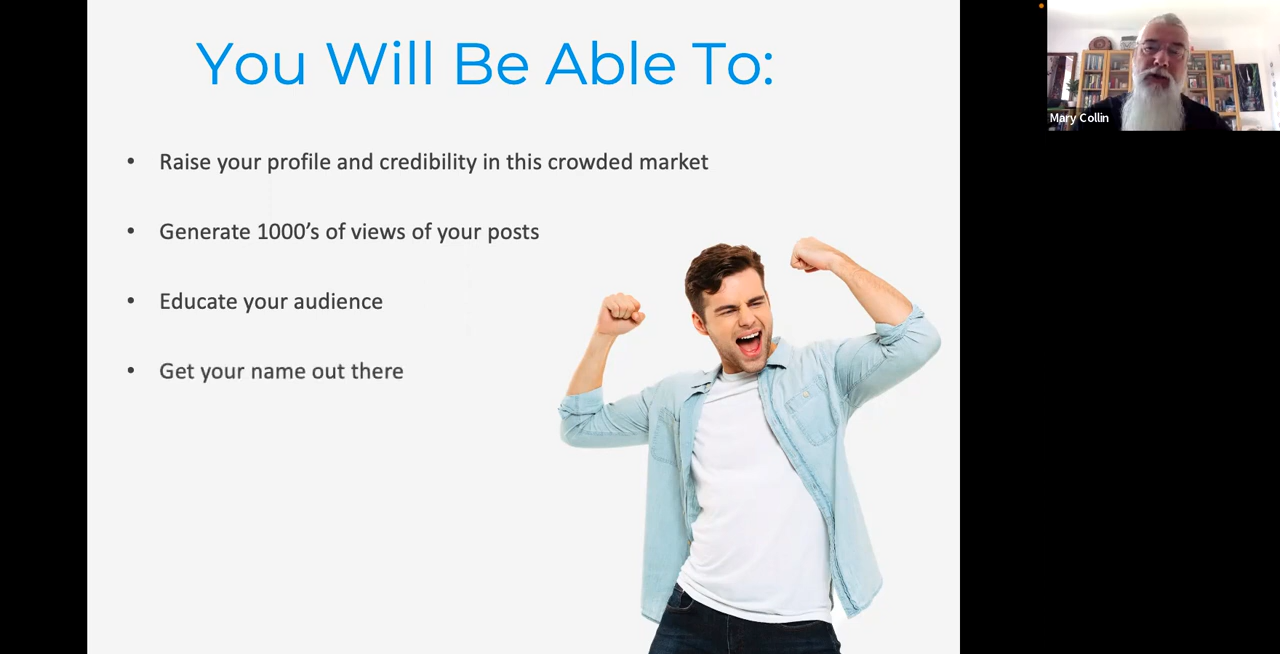 You Will Be Able To:
• Raise your profile and credibility in this crowded market
• Generate 1000’s of views of your posts
• Educate your audience
• Get your name out there
Mary Collin